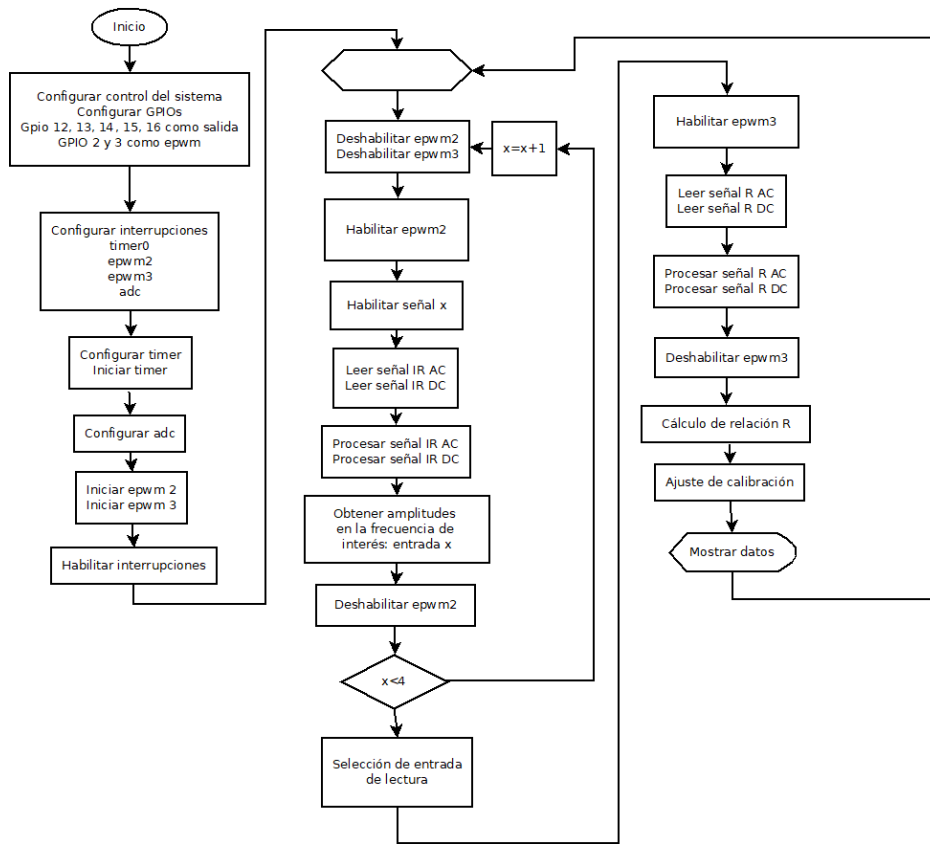 Inicio
Configurar control del sistema
Configurar GPIOs
Gpio 12, 13, 14, 15, 16 como salida
GPIO 2 y 3 como epwm
Configurar interrupciones
timer0
epwm2
epwm3
adc
Configurar timer
Iniciar timer
Configurar adc
Iniciar epwm 2
Iniciar epwm 3
Habilitar interrupciones
Deshabilitar epwm2
Deshabilitar epwm3
x=x+1
Habilitar epwm2
Habilitar señal x
Leer señal IR AC
Leer señal IR DC
Procesar señal IR AC
Procesar señal IR DC
Obtener amplitudes
en la frecuencia de
interés: entrada x
Deshabilitar epwm2
x<4
Selección de entrada
de lectura
Habilitar epwm3
Leer señal R AC
Leer señal R DC
Procesar señal R AC
Procesar señal R DC
Deshabilitar epwm3
Cálculo de relación R
Ajuste de calibración
Mostrar datos